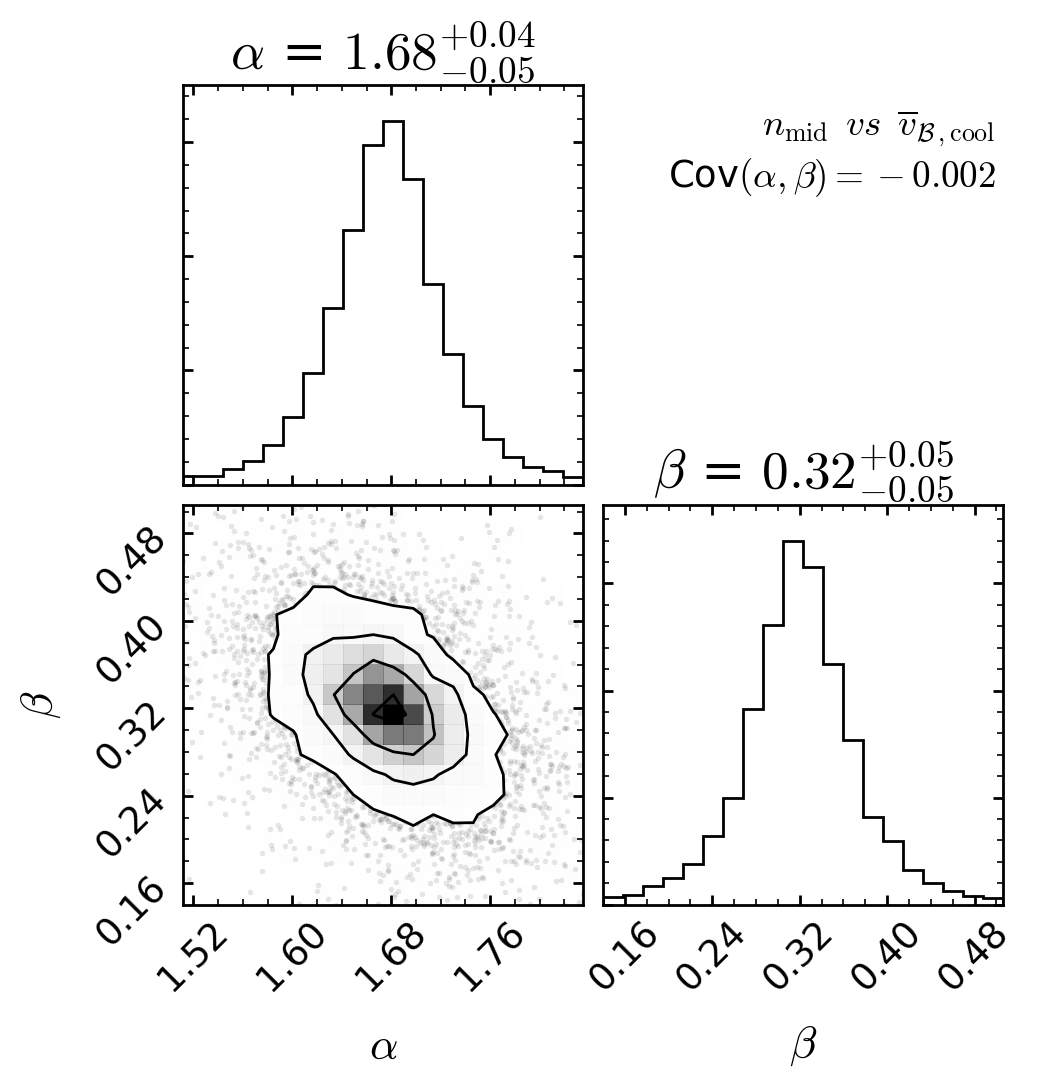 α = 1.68^{+0.04}_{−0.05}
n_mid vs v̅_{ℬ, cool}
Cov(α, β) = − 0.002
β = 0.32^{+0.05}_{−0.05}
0.48
0.40
0.32
0.24
0.16
β
1.52 1.60 1.68 1.76
0.16 0.24 0.32 0.40 0.48
α
β